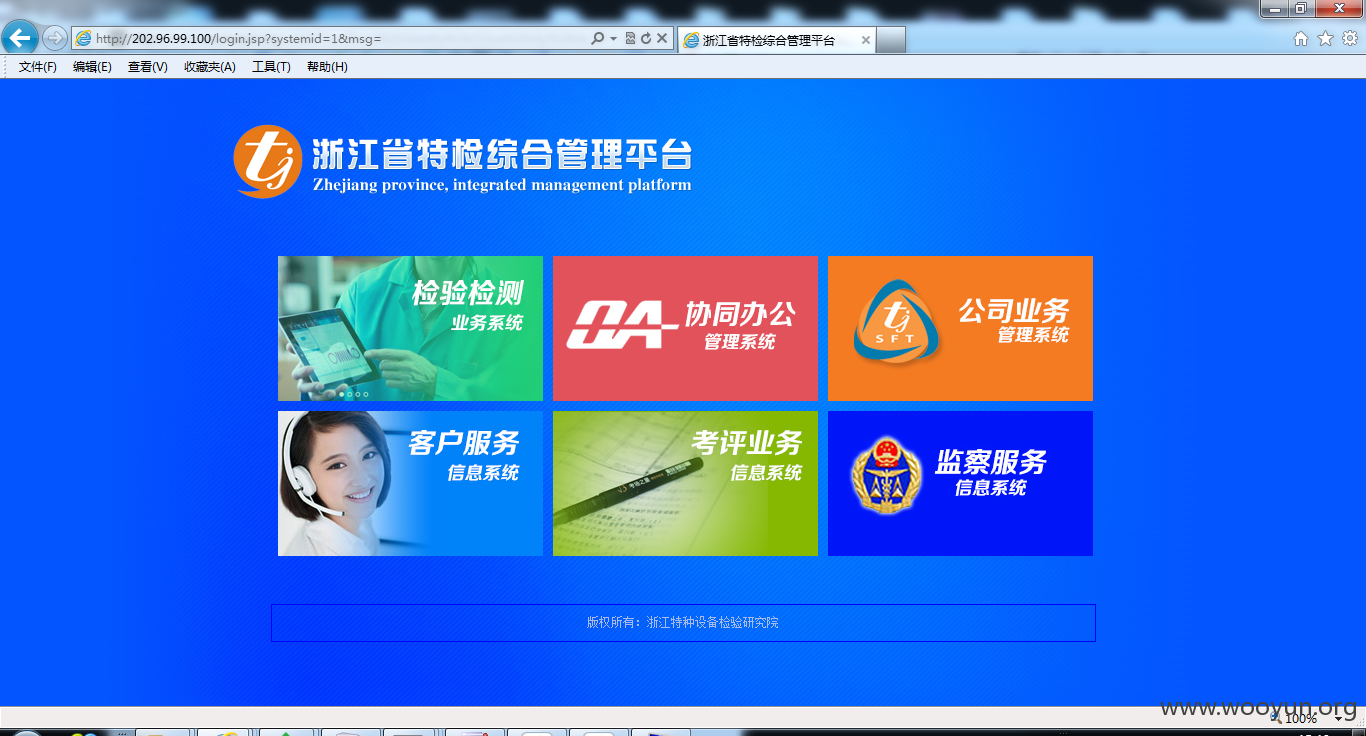 http://202.96.99.100/login.jsp?systemid=1&msg=
浙江省特检综合管理平台
文件(F) 编辑(E) 查看(V) 收藏夹(A) 工具(T) 帮助(H)
tj
浙江省特检综合管理平台
Zhejiang province, integrated management platform
检验检测
业务系统
OA
协同办公
管理系统
tj
SFT
公司业务
管理系统
客户服务
信息系统
考评业务
信息系统
监察服务
信息系统
版权所有：浙江特种设备检验研究院
www.wooyun.org
100%